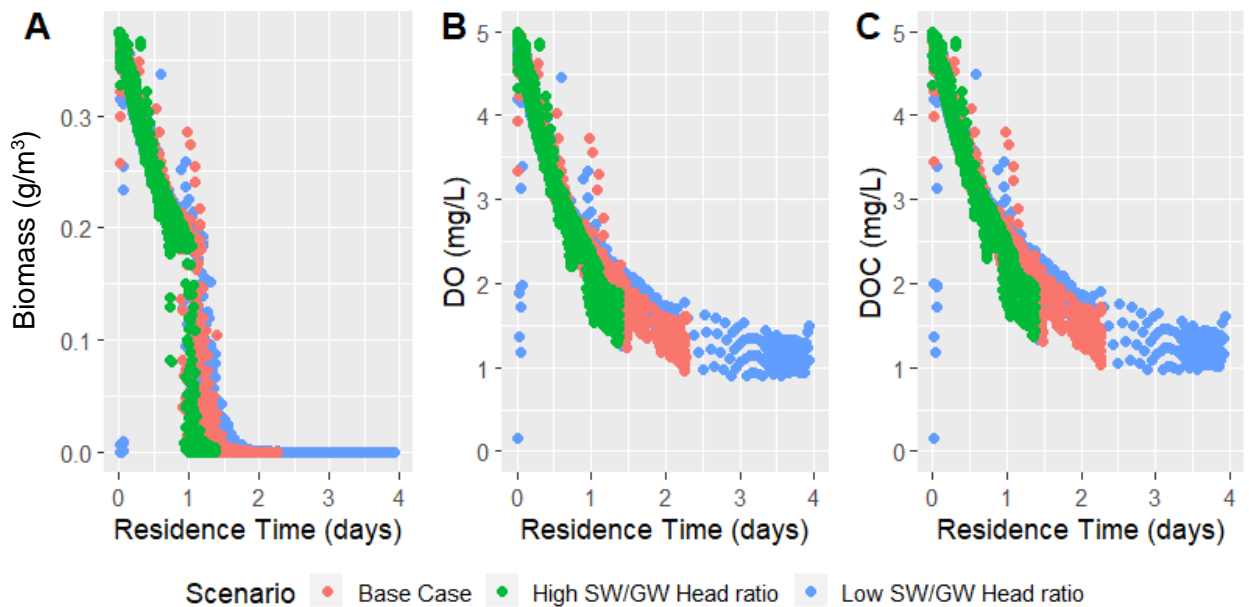 A
B
C
Biomass (g/m³)
0.3
0.2
0.1
0.0
0 1 2 3 4
Residence Time (days)
DO (mg/L)
5
4
3
2
1
0
0 1 2 3 4
Residence Time (days)
DOC (mg/L)
5
4
3
2
1
0
0 1 2 3 4
Residence Time (days)
Scenario Base Case High SW/GW Head ratio Low SW/GW Head ratio